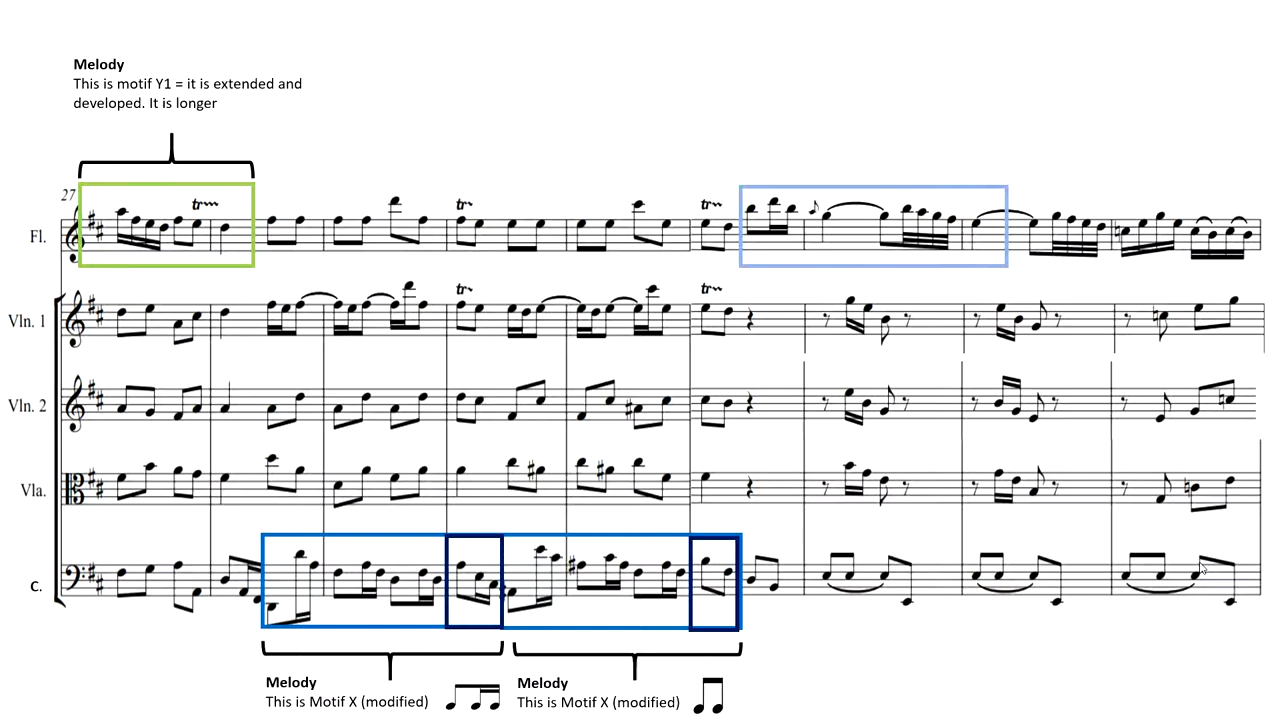 Melody
This is motif Y1 = it is extended and
developed. It is longer
27
tr
Fl.
tr
tr
Vln. 1
tr
tr
Vln. 2
Vla.
C.
Melody
This is Motif X (modified)
Melody
This is Motif X (modified)